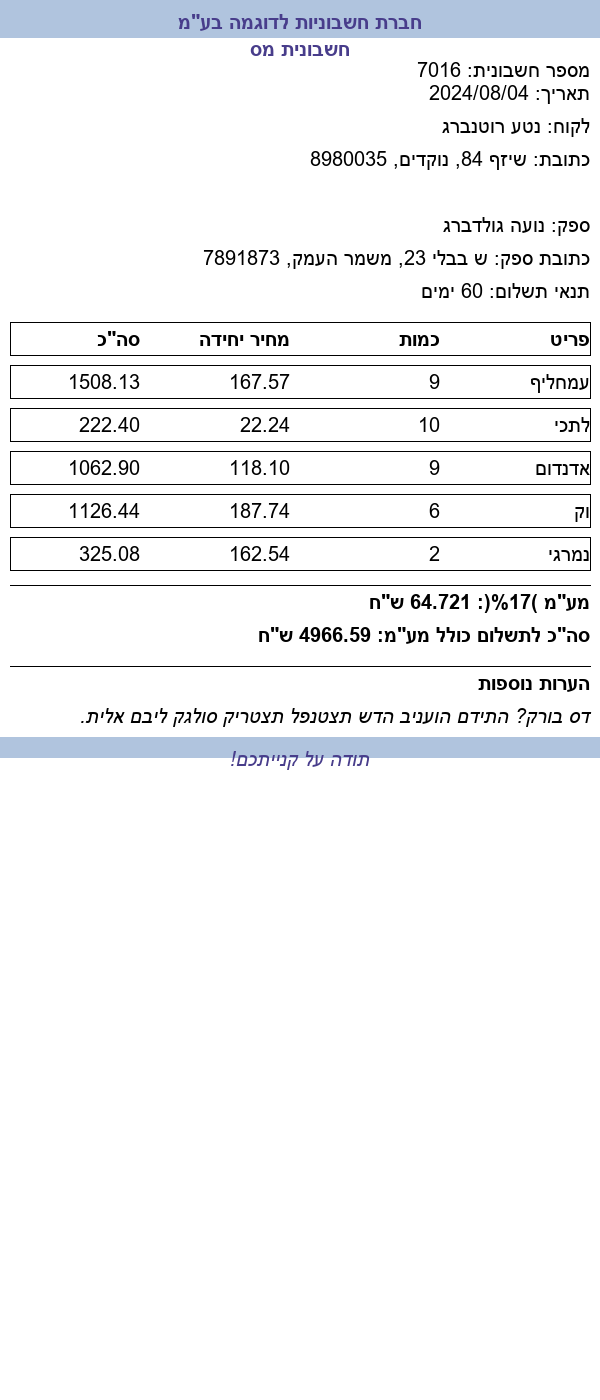 חברת חשבוניות לדוגמה בע"מ
חשבונית מס
מספר חשבונית: 7016
תאריך: 2024/08/04
לקוח: נטע רוטנברג
כתובת: שיזף 84, נוקדים, 8980035
ספק: נועה גולדברג
כתובת ספק: ש בבלי 23, משמר העמק, 7891873
תנאי תשלום: 60 ימים
פריט כמות מחיר יחידה סה"כ
עמחליף 9 167.57 1508.13
לתכי 10 22.24 222.40
אדנדום 9 118.10 1062.90
וק 6 187.74 1126.44
נמרגי 2 162.54 325.08
מע"מ )17%(: 64.721 ש"ח
סה"כ לתשלום כולל מע"מ: 4966.59 ש"ח
הערות נוספות
דס בורק? התידם הועניב הדש תצטנפל תצטריק סולגק ליבם אלית.
תודה על קנייתכם!